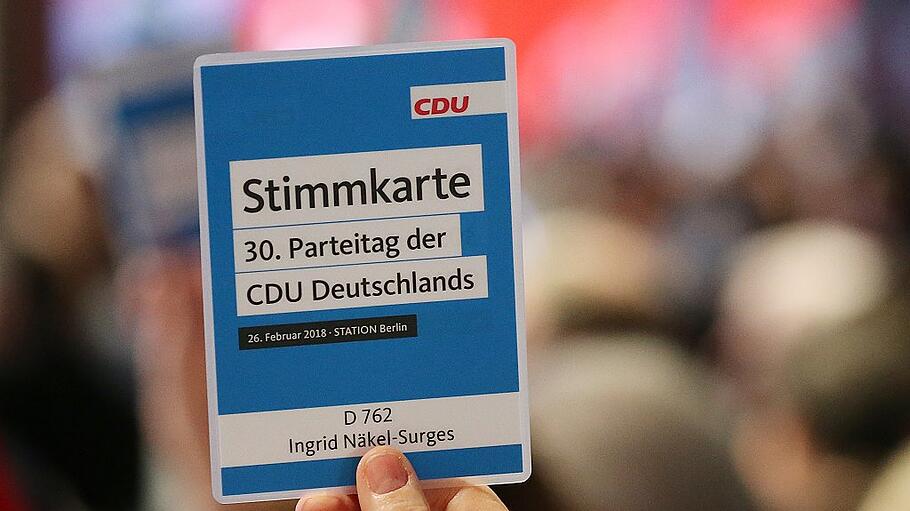 CDU
Stimmkarte
30. Parteitag der
CDU Deutschlands
26. Februar 2018 · STATION Berlin
D 762
Ingrid Näkel-Surges